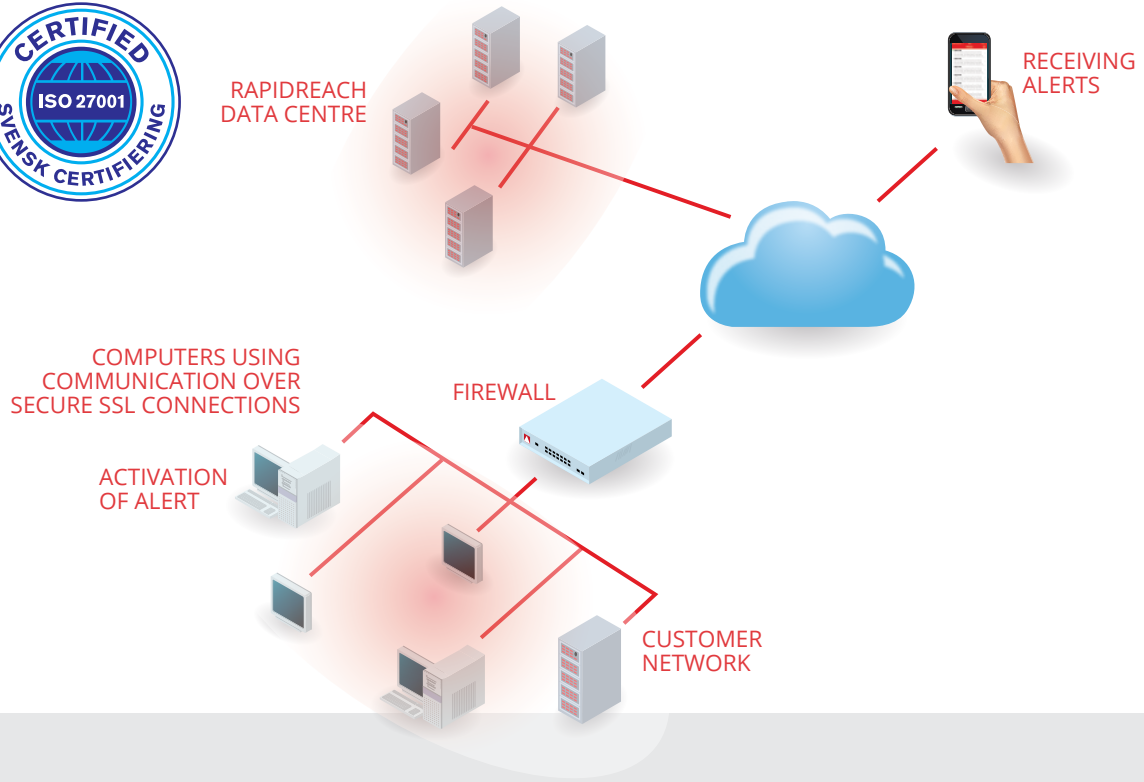 CERTIFIED
ISO 27001
SVENSK CERTIFIERING
RAPIDREACH
DATA CENTRE
RECEIVING
ALERTS
COMPUTERS USING
COMMUNICATION OVER
SECURE SSL CONNECTIONS
FIREWALL
ACTIVATION
OF ALERT
CUSTOMER
NETWORK